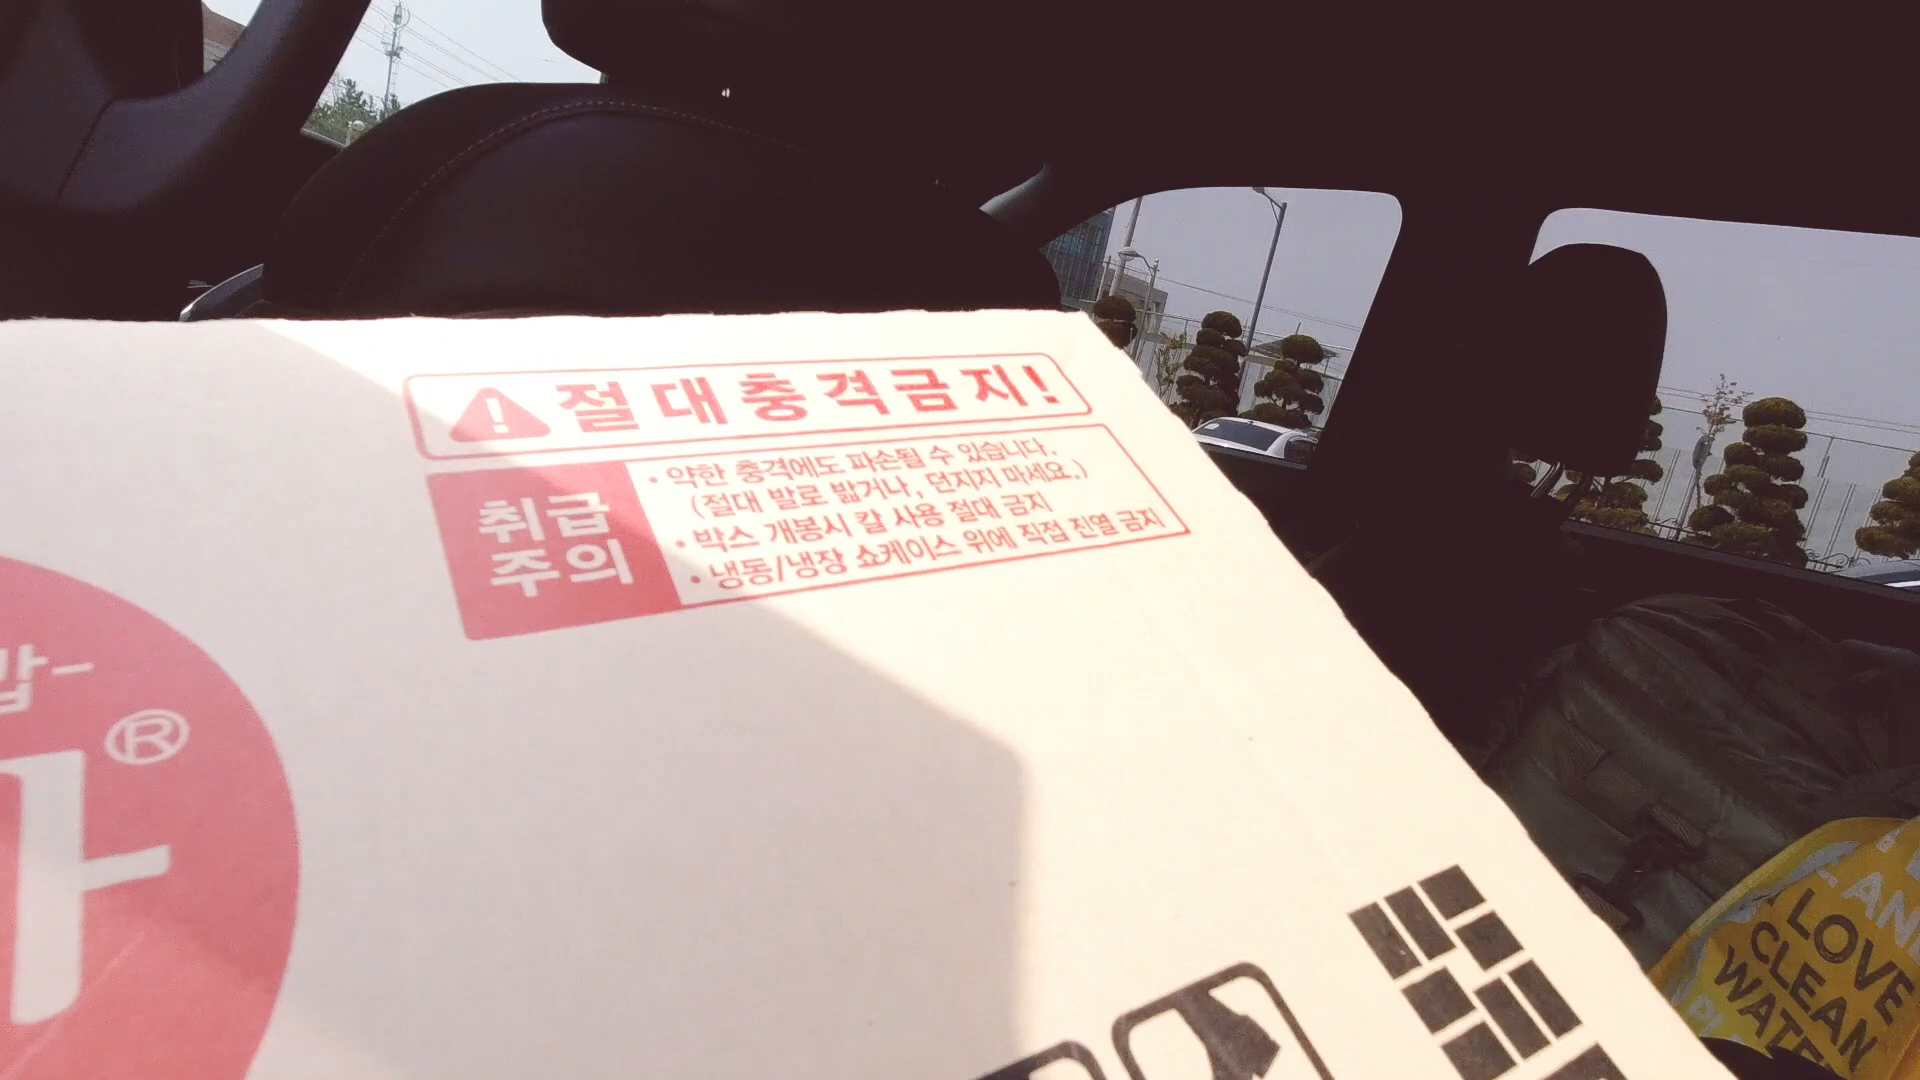 절대충격금지!
취급
주의
• 약한 충격에도 파손될 수 있습니다.
(절대 발로 밟거나, 던지지 마세요.)
• 박스 개봉시 칼 사용 절대 금지
• 냉동/냉장 쇼케이스 위에 직접 진열 금지
밥-
®
LOVE
CLEAN